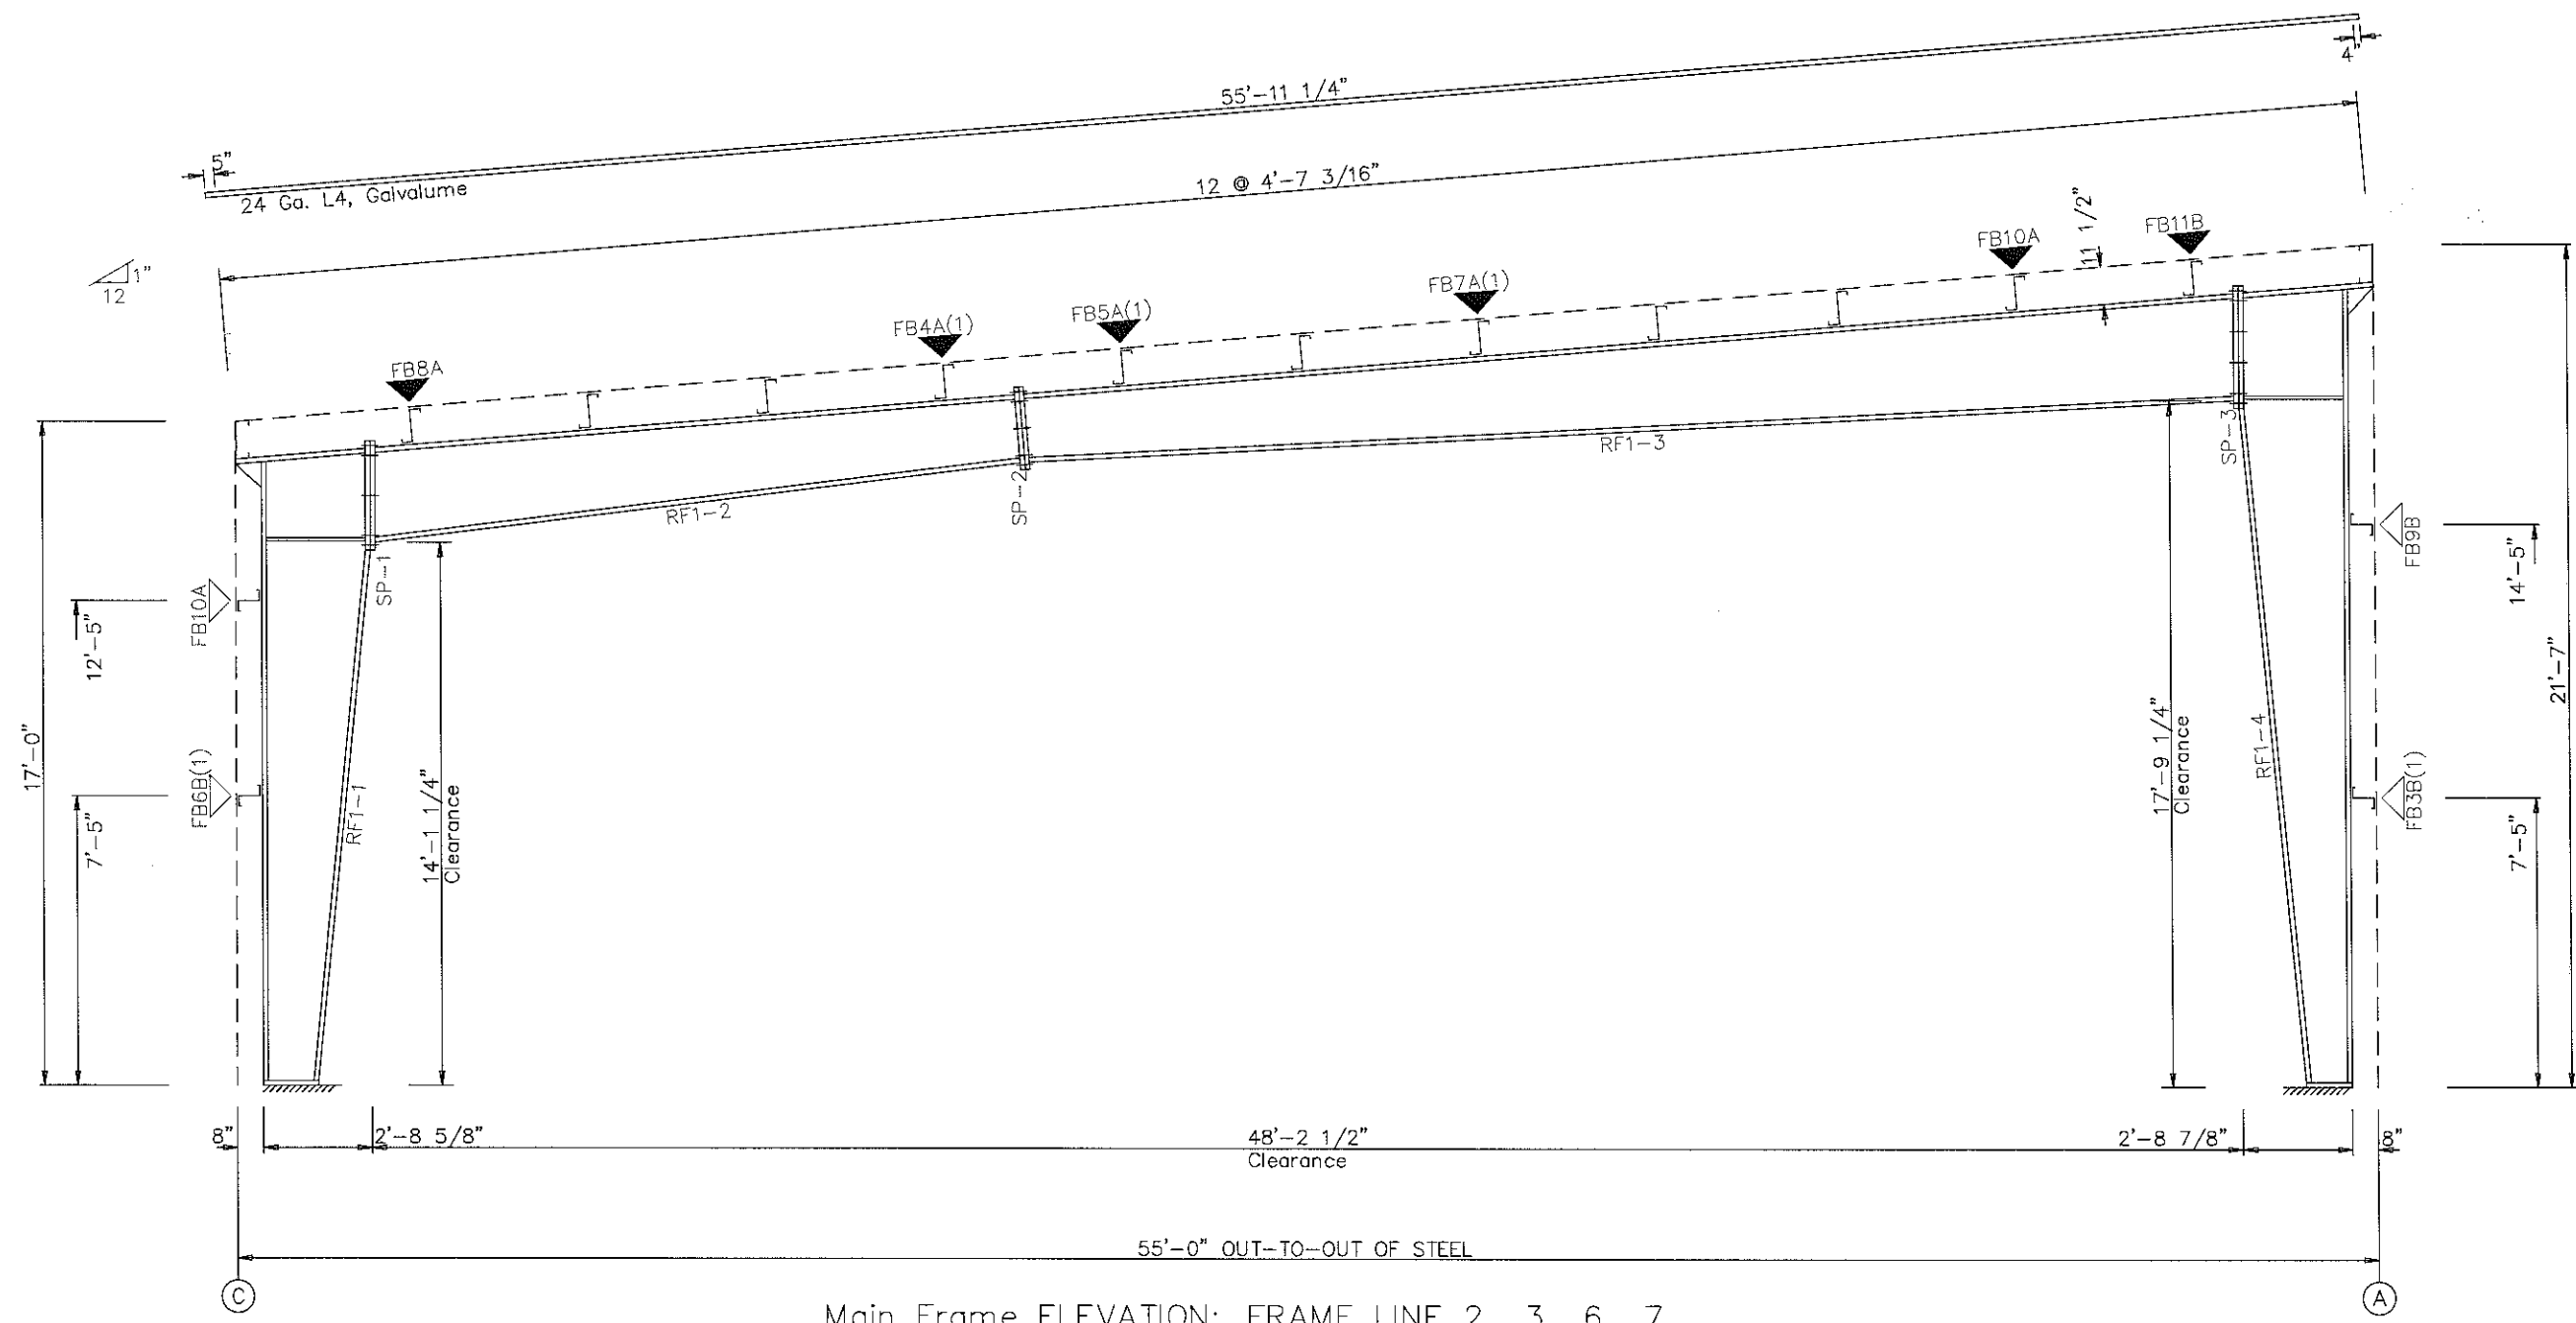 4"
55'-11 1/4"
5"
24 Ga. L4, Galvalume
12 @ 4'-7 3/16"
1"
12
11 1/2"
FB11B
FB10A
FB7A(1)
FB5A(1)
FB4A(1)
FB8A
RF1-3
SP-3
RF1-2
SP-2
SP-1
FB10A
12'-5"
FB9B
14'-5"
17'-0"
21'-7"
FB6B(1)
7'-5"
RF1-1
14'-1 1/4"
Clearance
17'-9 1/4"
Clearance
RF1-4
FB3B(1)
7'-5"
8"
2'-8 5/8"
48'-2 1/2"
Clearance
2'-8 7/8"
8"
55'-0" OUT-TO-OUT OF STEEL
C
A
Main Frame ELEVATION: FRAME LINE 2 3 6 7